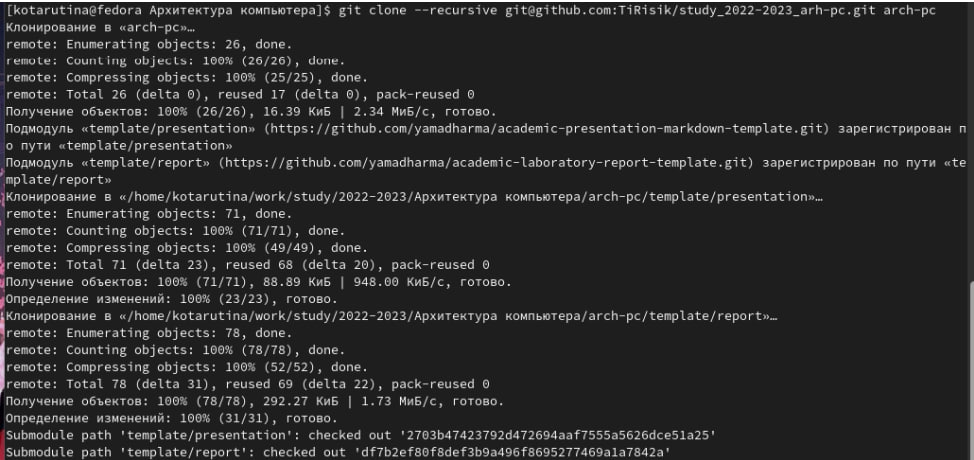 [kotarutina@fedora Архитектура компьютера]$ git clone --recursive git@github.com:TiRisik/study_2022-2023_arh-pc.git arch-pc
Клонирование в «arch-pc»…
remote: Enumerating objects: 26, done.
remote: Counting objects: 100% (26/26), done.
remote: Compressing objects: 100% (25/25), done.
remote: Total 26 (delta 0), reused 17 (delta 0), pack-reused 0
Получение объектов: 100% (26/26), 16.39 КиБ | 2.34 МиБ/с, готово.
Подмодуль «template/presentation» (https://github.com/yamadharma/academic-presentation-markdown-template.git) зарегистрирован п
о пути «template/presentation»
Подмодуль «template/report» (https://github.com/yamadharma/academic-laboratory-report-template.git) зарегистрирован по пути «te
mplate/report»
Клонирование в «/home/kotarutina/work/study/2022-2023/Архитектура компьютера/arch-pc/template/presentation»…
remote: Enumerating objects: 71, done.
remote: Counting objects: 100% (71/71), done.
remote: Compressing objects: 100% (49/49), done.
remote: Total 71 (delta 23), reused 68 (delta 20), pack-reused 0
Получение объектов: 100% (71/71), 88.89 КиБ | 948.00 КиБ/с, готово.
Определение изменений: 100% (23/23), готово.
Клонирование в «/home/kotarutina/work/study/2022-2023/Архитектура компьютера/arch-pc/template/report»…
remote: Enumerating objects: 78, done.
remote: Counting objects: 100% (78/78), done.
remote: Compressing objects: 100% (52/52), done.
remote: Total 78 (delta 31), reused 69 (delta 22), pack-reused 0
Получение объектов: 100% (78/78), 292.27 КиБ | 1.73 МиБ/с, готово.
Определение изменений: 100% (31/31), готово.
Submodule path 'template/presentation': checked out '2703b47423792d472694aaf7555a5626dce51a25'
Submodule path 'template/report': checked out 'df7b2ef80f8def3b9a496f8695277469a1a7842a'